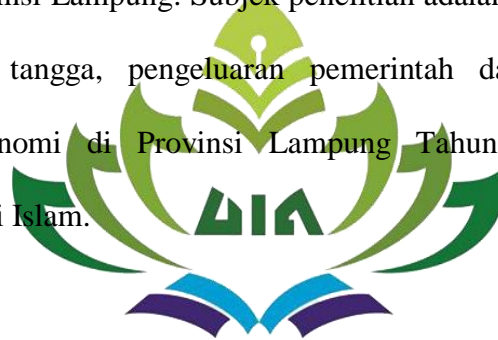 nsi Lampung. Subjek penelitian adalah
tangga, pengeluaran pemerintah da
nomi di Provinsi Lampung Tahun
i Islam.
UIN